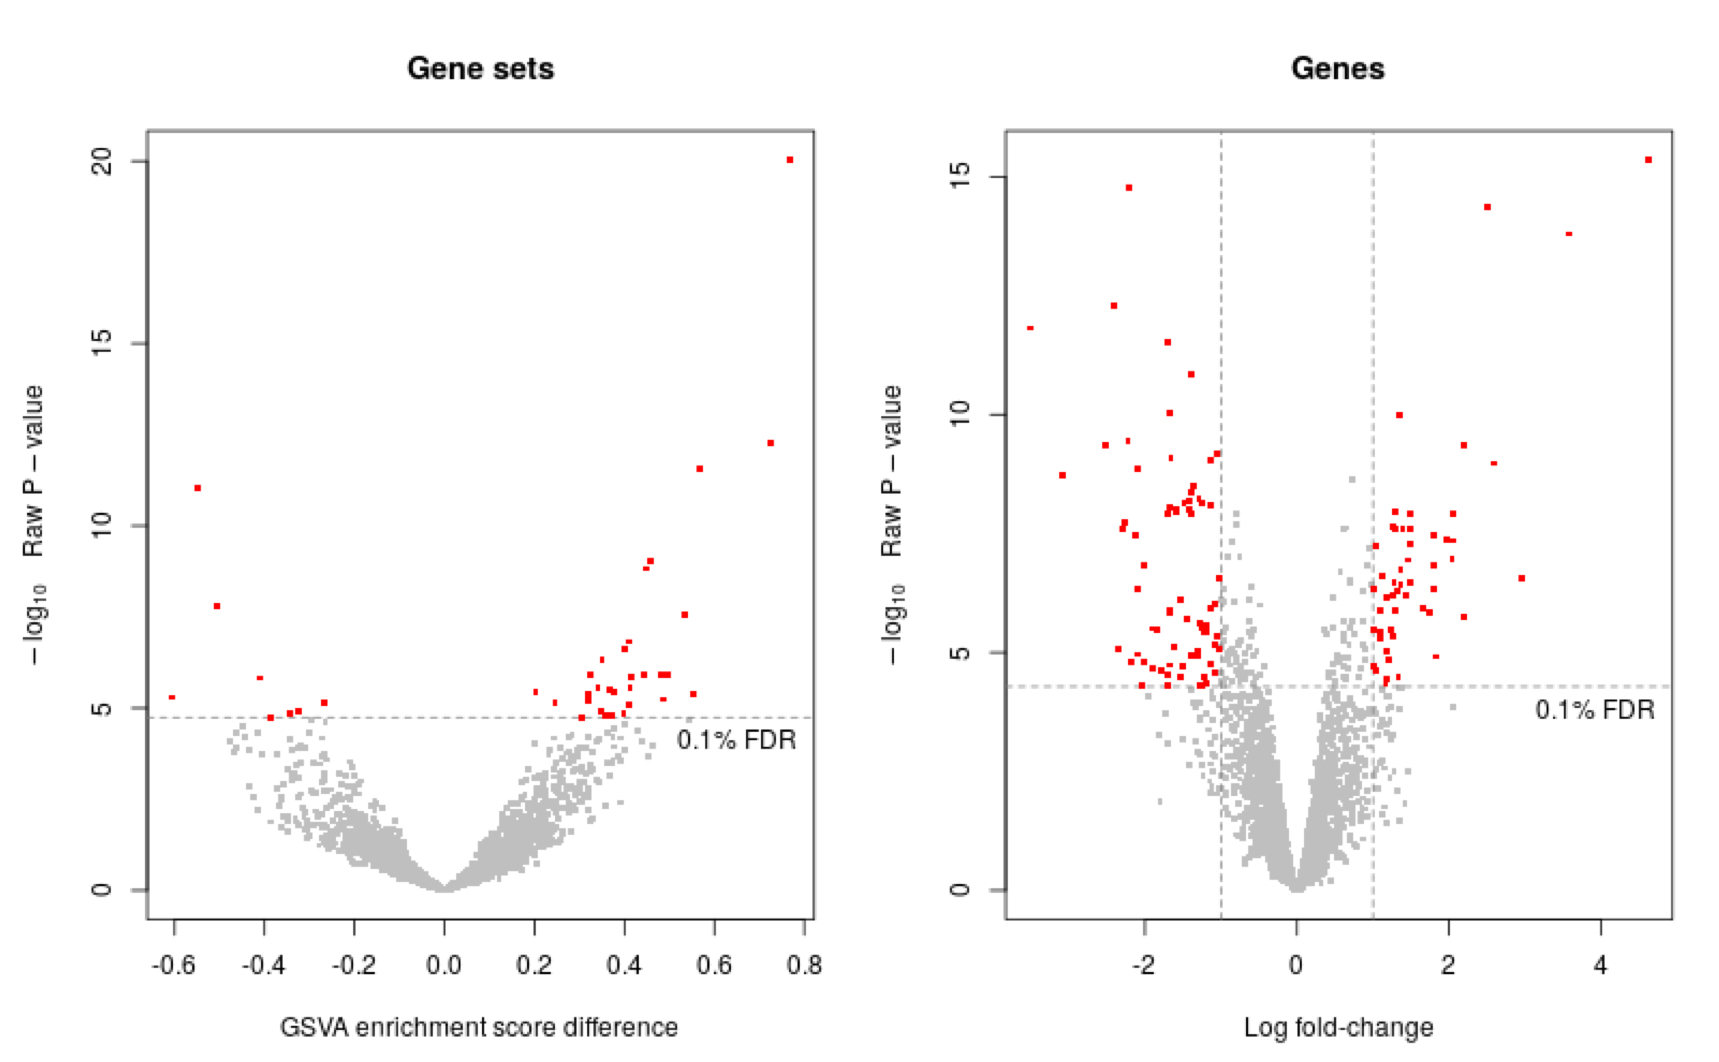 Gene sets
20
15
10
5
0
− log10 Raw P − value
0.1% FDR
-0.6 -0.4 -0.2 0.0 0.2 0.4 0.6 0.8
GSVA enrichment score difference
Genes
15
10
5
0
− log10 Raw P − value
0.1% FDR
-2 0 2 4
Log fold-change